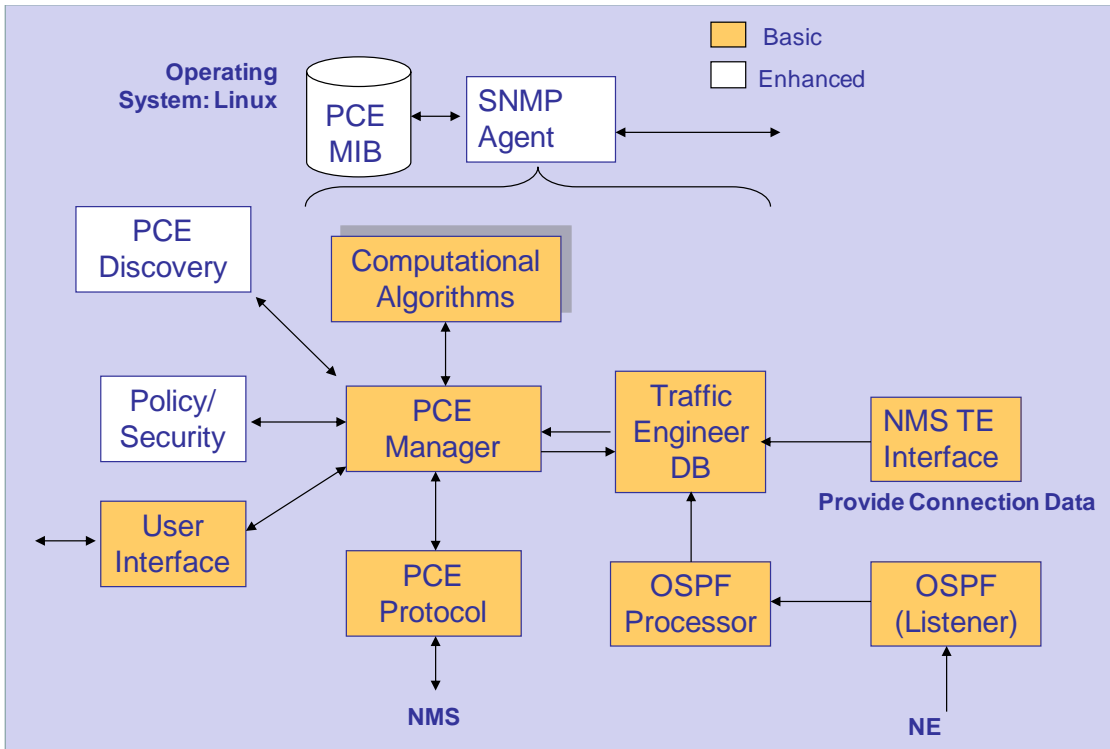 Basic
Enhanced
Operating
System: Linux
PCE
MIB
SNMP
Agent
PCE
Discovery
Computational
Algorithms
Policy/
Security
PCE
Manager
Traffic
Engineer
DB
NMS TE
Interface
Provide Connection Data
User
Interface
PCE
Protocol
OSPF
Processor
OSPF
(Listener)
NMS
NE